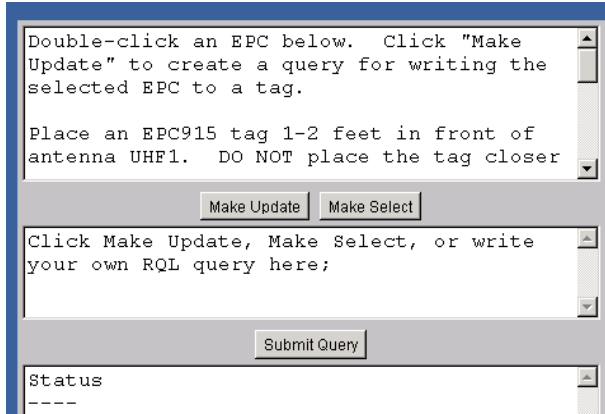 Double-click an EPC below.  Click "Make
Update" to create a query for writing the
selected EPC to a tag.

Place an EPC915 tag 1-2 feet in front of
antenna UHF1.  DO NOT place the tag closer
Make Update Make Select
Click Make Update, Make Select, or write
your own RQL query here;
Submit Query
Status
----